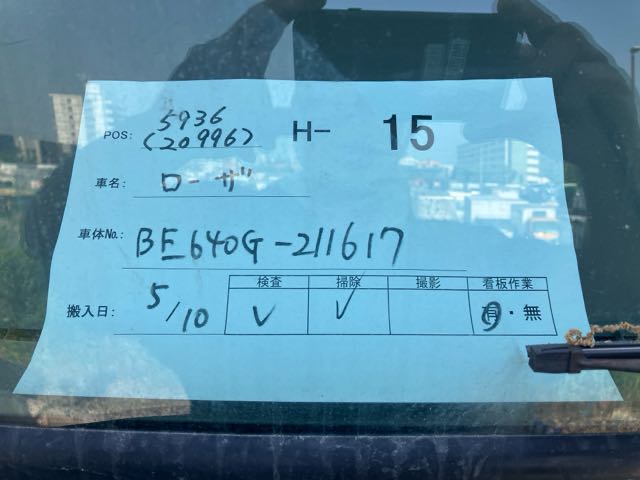 POS: 5936
(20996) H- 15
車名: ローザ
車体No.: BE640G-211617
搬入日: 5/10
検査 掃除 撮影 看板作業
✓ ✓ 有・無